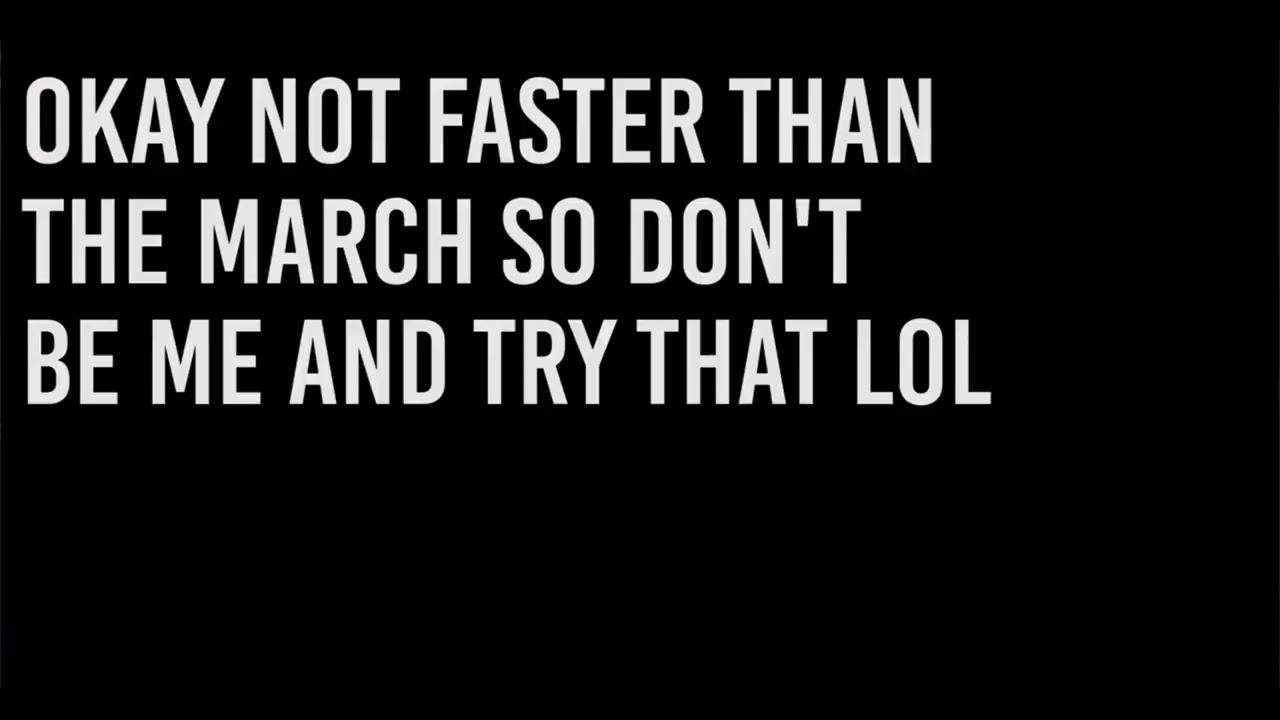 OKAY NOT FASTER THAN
THE MARCH SO DON'T
BE ME AND TRY THAT LOL